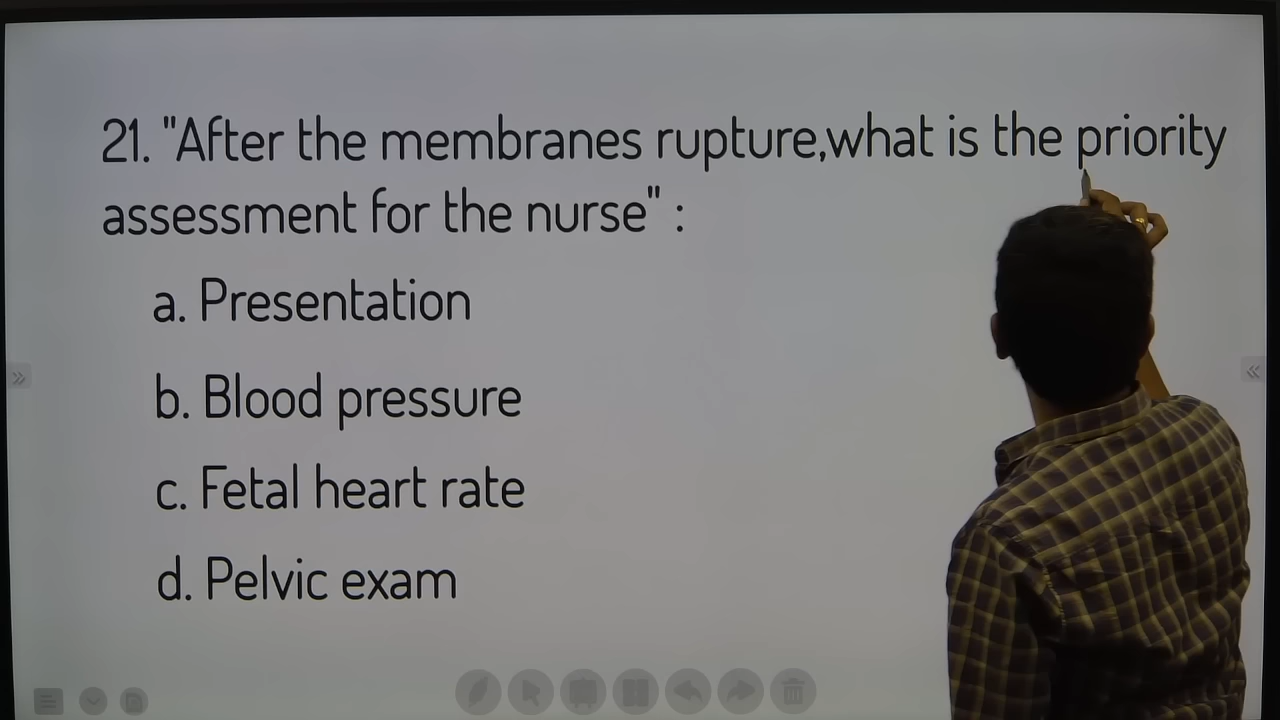 21. "After the membranes rupture,what is the priority
assessment for the nurse" :
a. Presentation
b. Blood pressure
c. Fetal heart rate
d. Pelvic exam